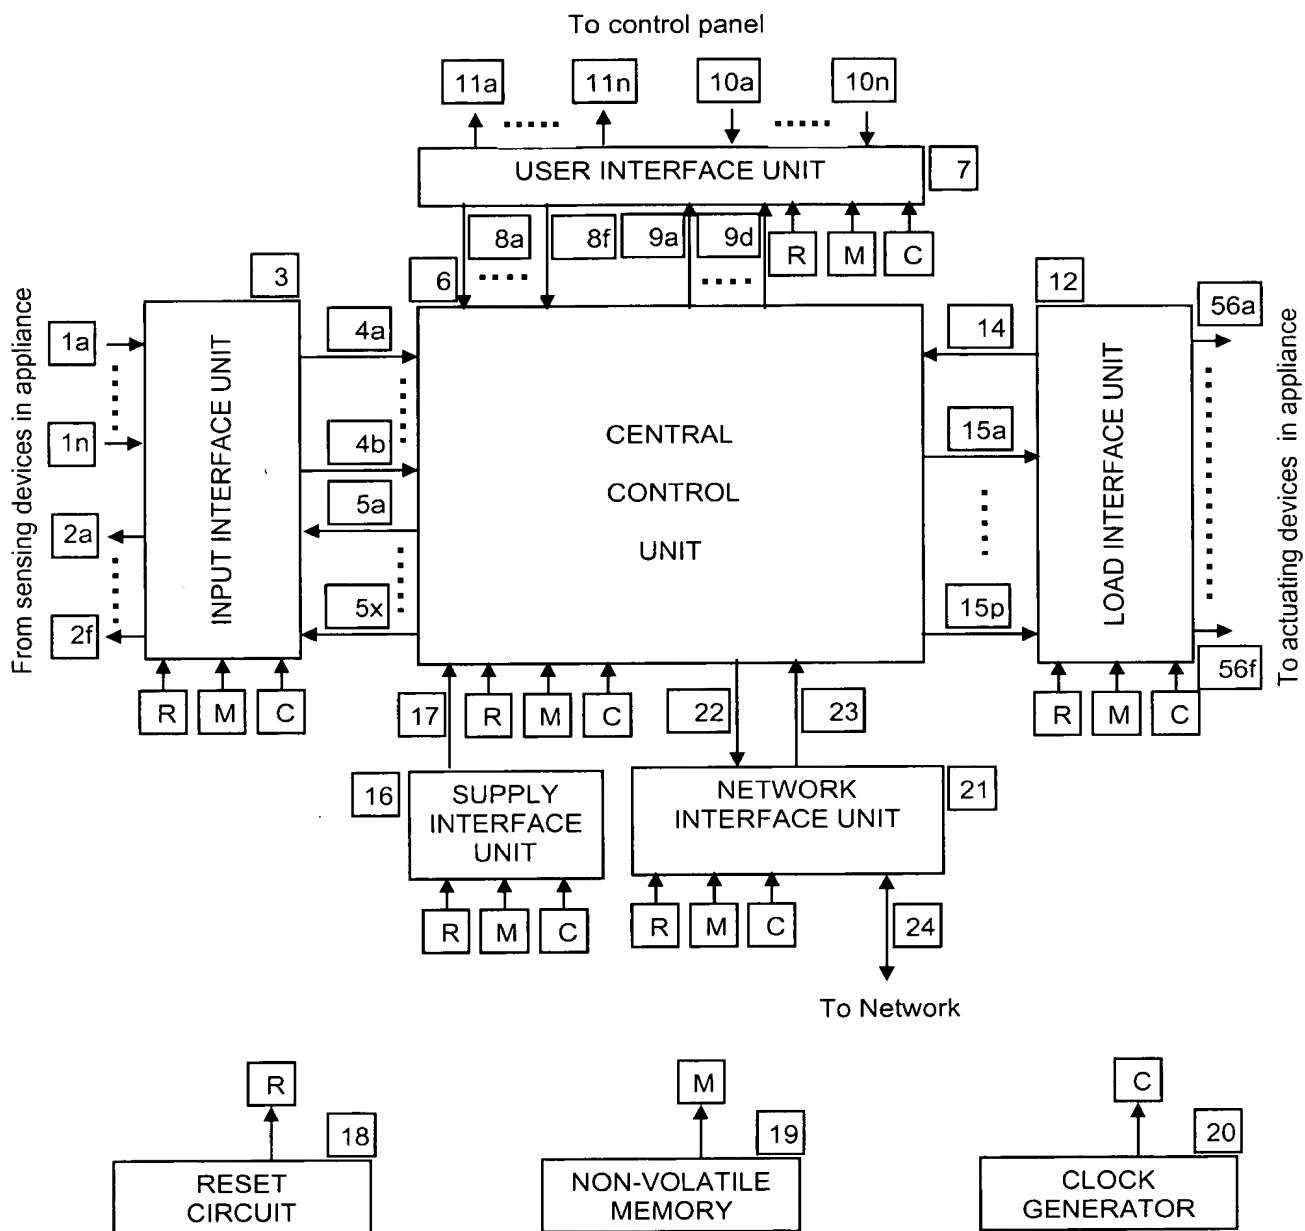 To control panel
11a
11n
10a
10n
USER INTERFACE UNIT
7
8a
8f
9a
9d
R
M
C
3
6
12
1a
4a
14
56a
From sensing devices in appliance
INPUT INTERFACE UNIT
LOAD INTERFACE UNIT
To actuating devices in appliance
1n
4b
CENTRAL
15a
2a
5a
CONTROL
UNIT
2f
5x
15p
56f
R
M
C
17
R
M
C
22
23
R
M
C
16
SUPPLY
INTERFACE
UNIT
NETWORK
INTERFACE UNIT
21
R
M
C
R
M
C
24
To Network
R
M
C
18
19
20
RESET
CIRCUIT
NON-VOLATILE
MEMORY
CLOCK
GENERATOR